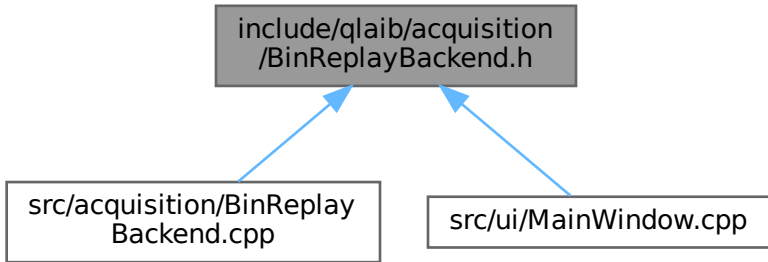 include/qlaib/acquisition
/BinReplayBackend.h
src/acquisition/BinReplay
Backend.cpp
src/ui/MainWindow.cpp